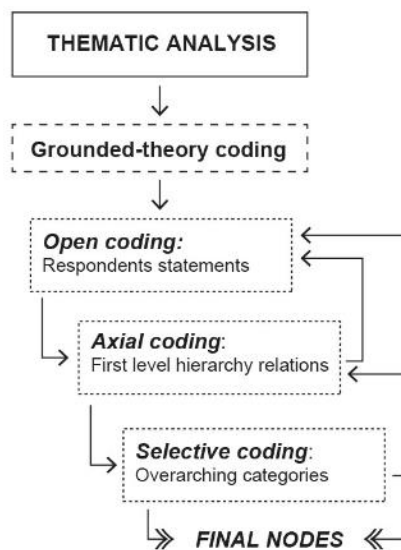 THEMATIC ANALYSIS
Grounded-theory coding
Open coding:
Respondents statements
Axial coding:
First level hierarchy relations
Selective coding:
Overarching categories
FINAL NODES